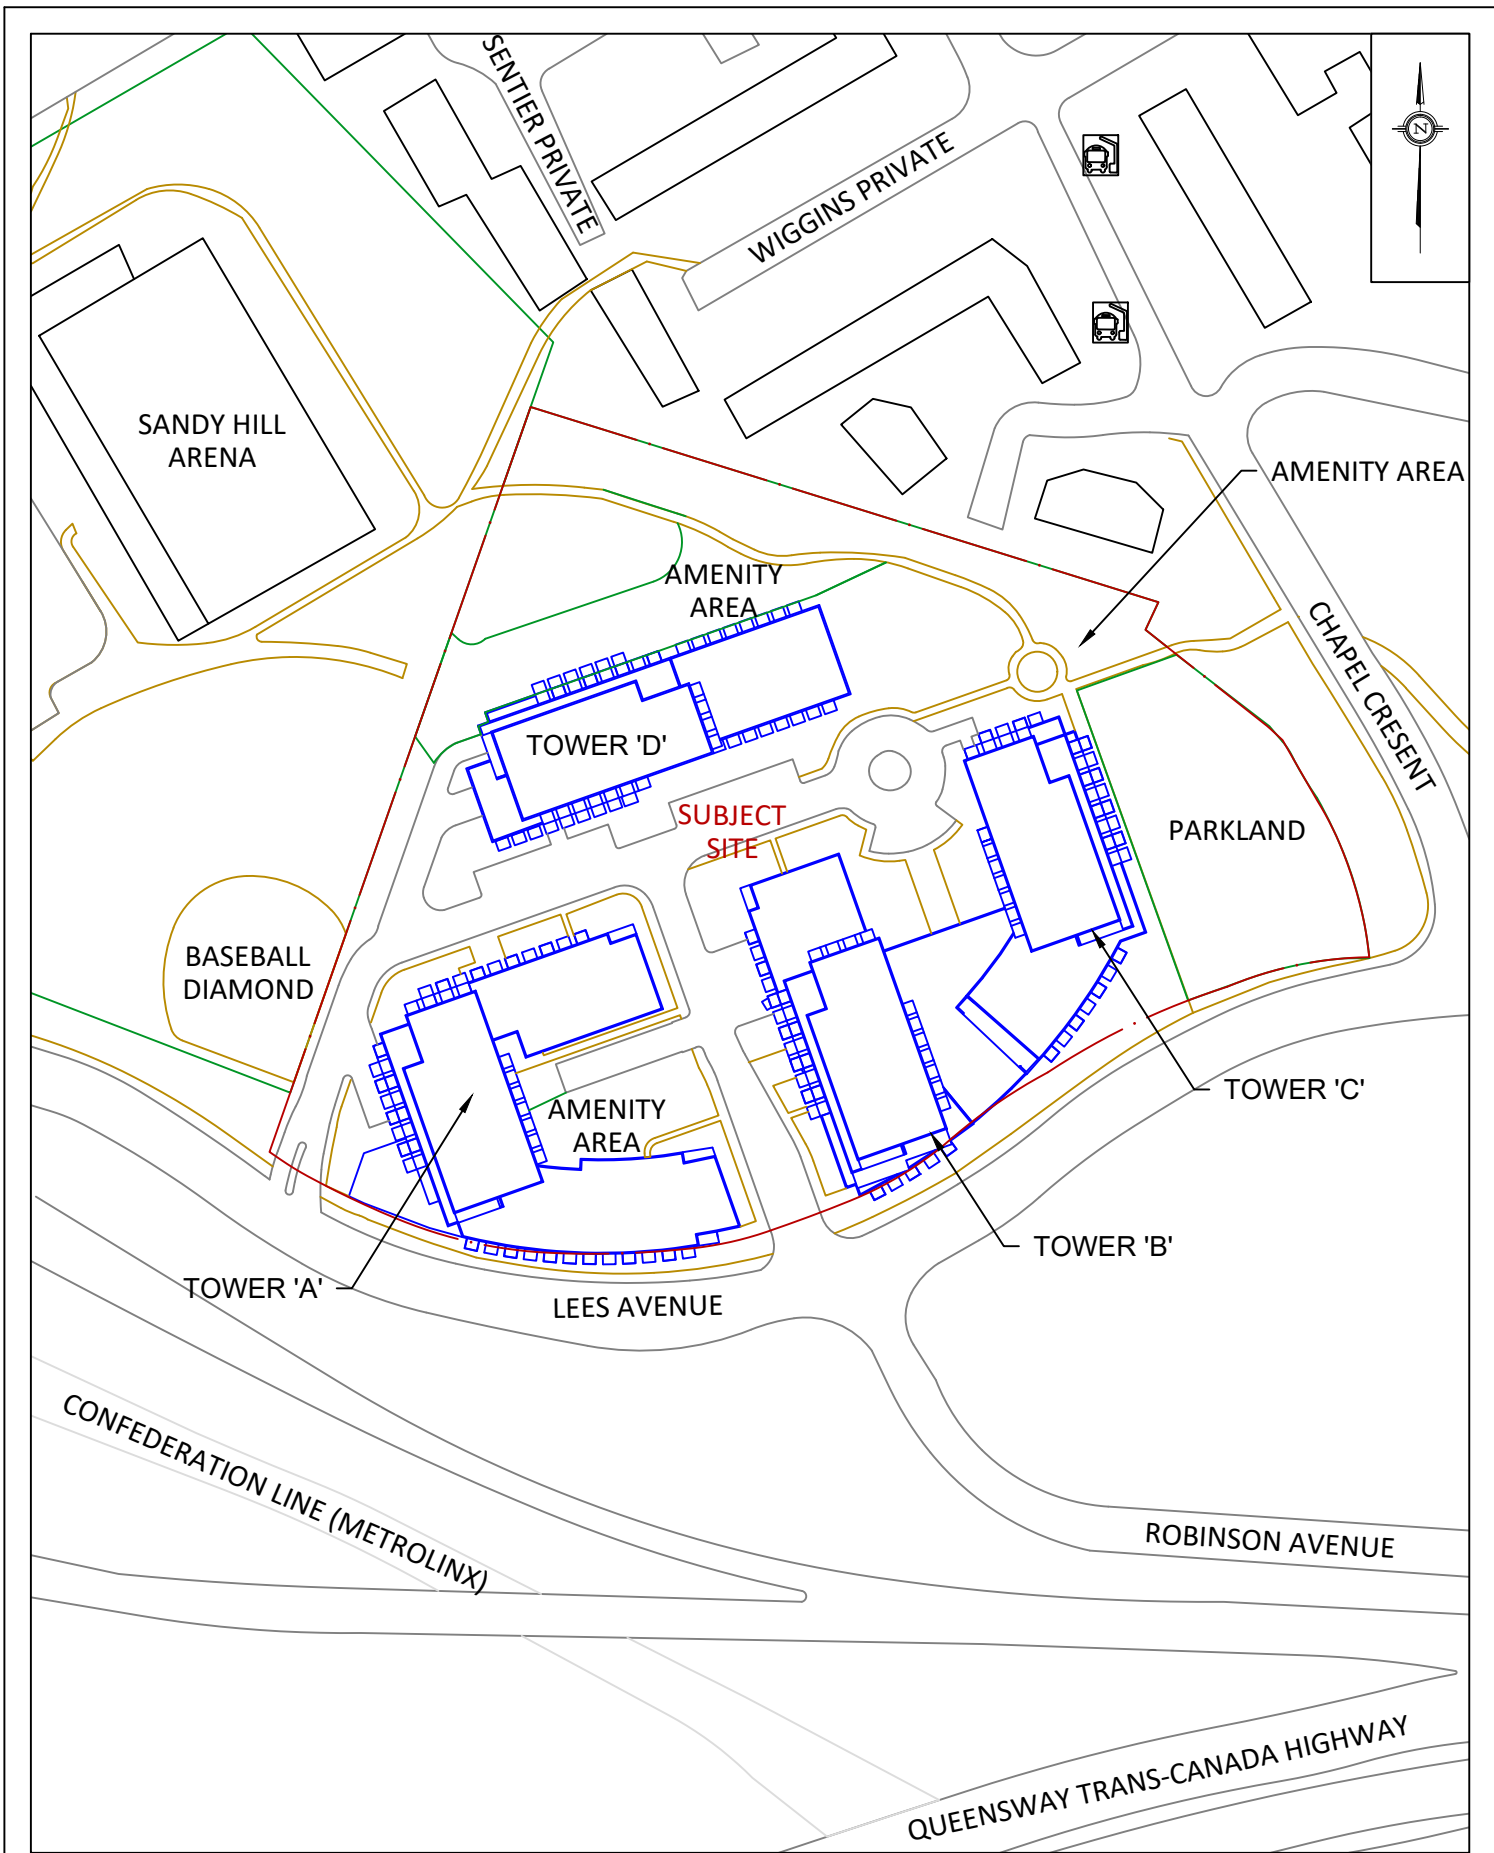 SENTIER PRIVATE
WIGGINS PRIVATE
N
SANDY HILL
ARENA
AMENITY AREA
AMENITY
AREA
CHAPEL CRESENT
TOWER 'D'
SUBJECT
SITE
PARKLAND
BASEBALL
DIAMOND
TOWER 'C'
AMENITY
AREA
TOWER 'B'
TOWER 'A'
LEES AVENUE
CONFEDERATION LINE (METROLINX)
ROBINSON AVENUE
QUEENSWAY TRANS-CANADA HIGHWAY